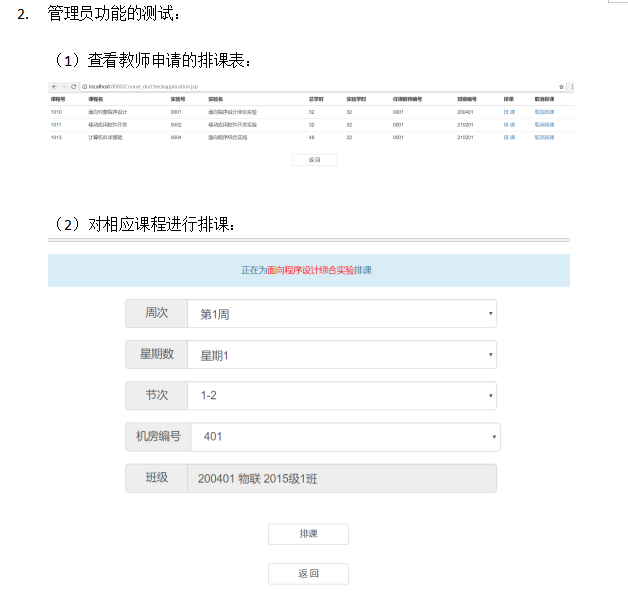 2. 管理员功能的测试：
（1）查看教师申请的排课表：
localhost:8080/Course_do/checkapplication.jsp
课程号 课程名 实验号 实验名 总学时 实验学时 任课教师编号 班级编号 排课 取消排课
1010 面向对象程序设计 0001 面向程序设计综合实验 32 32 0001 200401 排 课 取消排课
1011 移动应用软件开发 0002 移动应用软件开发实验 32 32 0001 210201 排 课 取消排课
1013 计算机科学基础 0004 面向程序综合实践 48 32 0001 210201 排 课 取消排课
返 回
（2）对相应课程进行排课：
正在为面向程序设计综合实验排课
周次 第1周
星期数 星期1
节次 1-2
机房编号 401
班级 200401 物联 2015级1班
排课
返 回